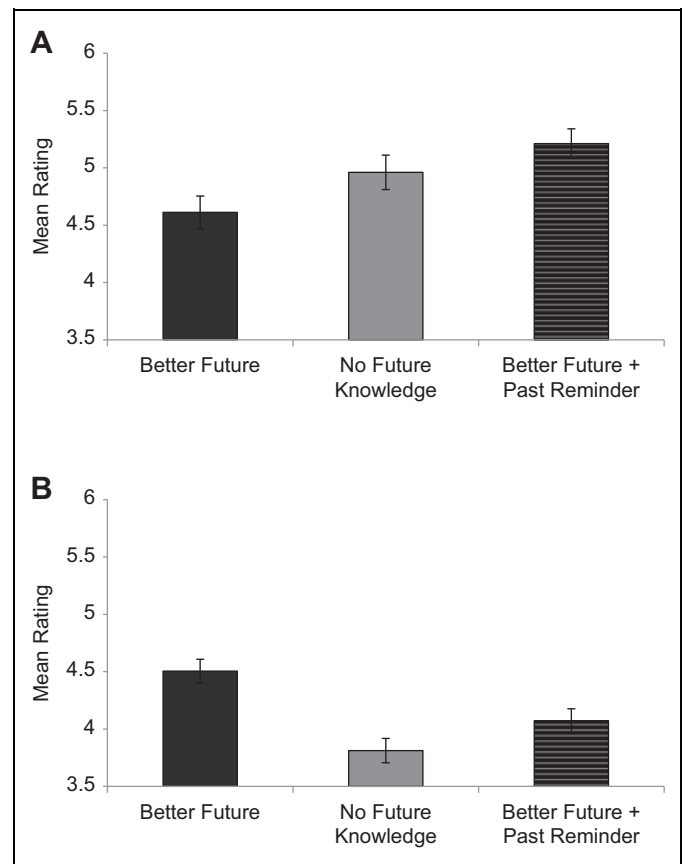 A
6
5.5
5
4.5
4
3.5
Mean Rating
Better Future
No Future
Knowledge
Better Future +
Past Reminder
B
6
5.5
5
4.5
4
3.5
Mean Rating
Better Future
No Future
Knowledge
Better Future +
Past Reminder